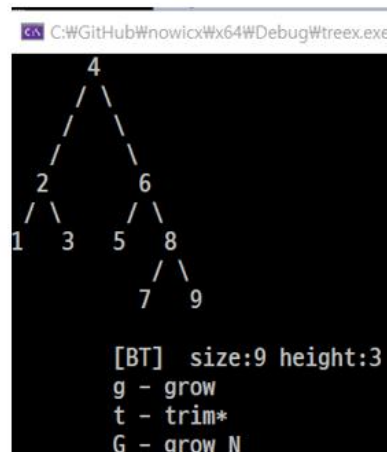 C:₩GitHub₩nowicx₩x64₩Debug₩treex.exe
4
/ \
/ \
/ \
2 6
/ \ / \
1 3 5 8
/ \
7 9
[BT] size:9 height:3
g - grow
t - trim*
G - grow N